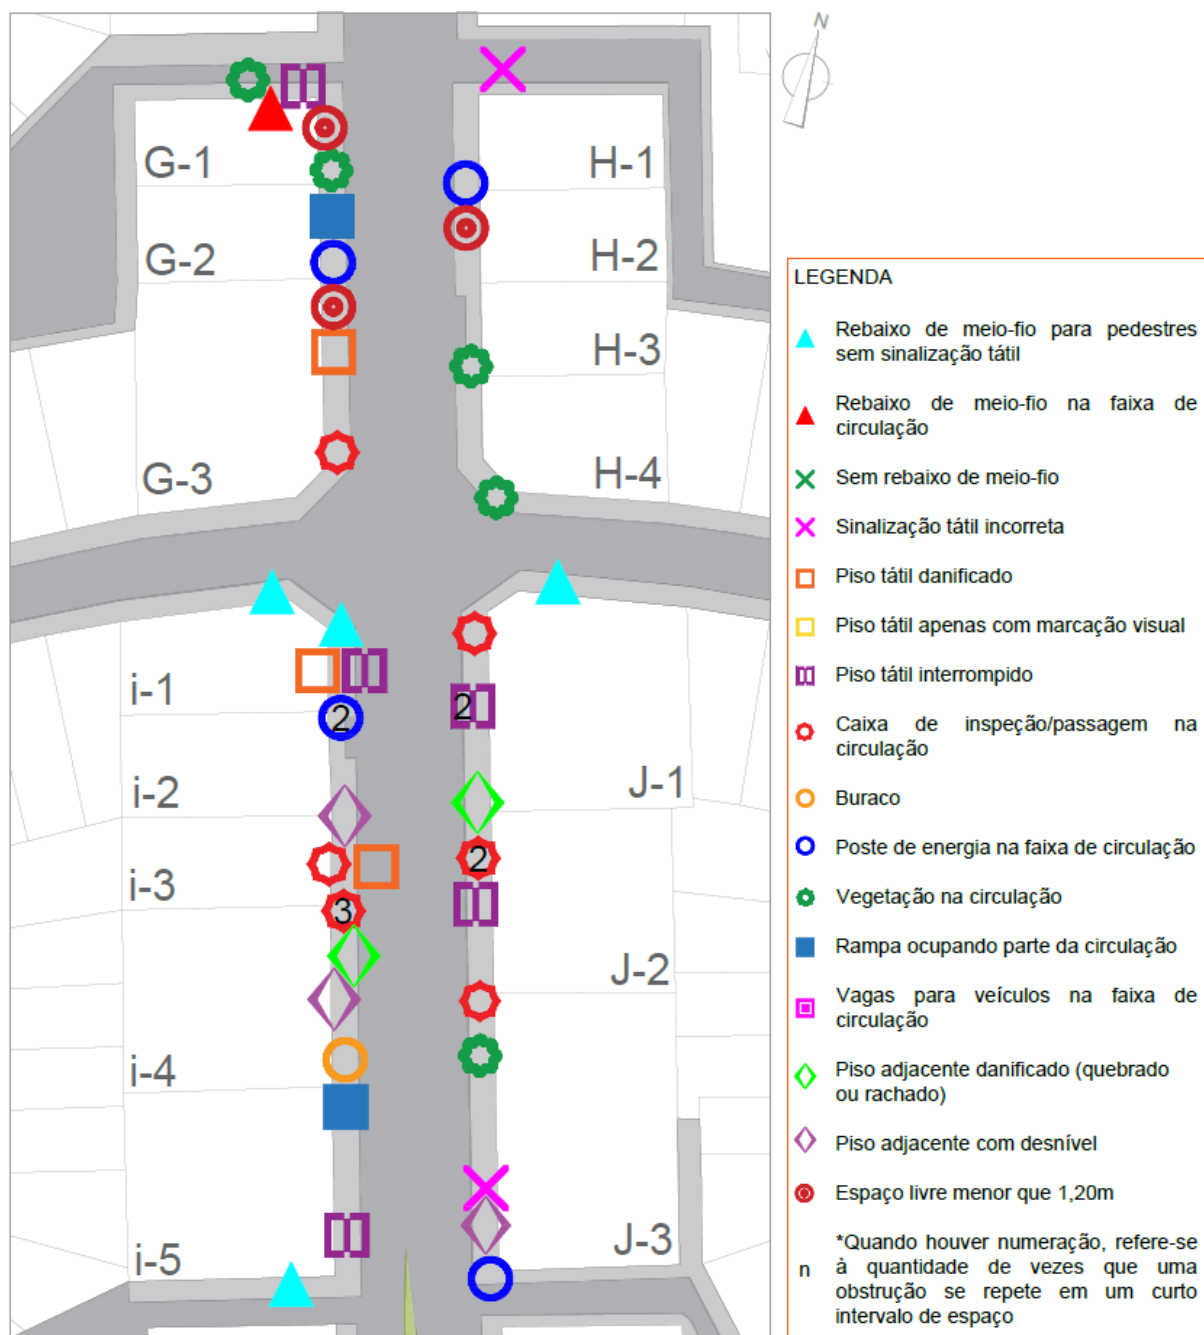 N
G-1
H-1
G-2
H-2
H-3
G-3
H-4
i-1
2
2
i-2
J-1
2
i-3
3
J-2
i-4
i-5
J-3
LEGENDA
Rebaixo de meio-fio para pedestres
sem sinalização tátil
Rebaixo de meio-fio na faixa de
circulação
Sem rebaixo de meio-fio
Sinalização tátil incorreta
Piso tátil danificado
Piso tátil apenas com marcação visual
Piso tátil interrompido
Caixa de inspeção/passagem na
circulação
Buraco
Poste de energia na faixa de circulação
Vegetação na circulação
Rampa ocupando parte da circulação
Vagas para veículos na faixa de
circulação
Piso adjacente danificado (quebrado
ou rachado)
Piso adjacente com desnível
Espaço livre menor que 1,20m
*Quando houver numeração, refere-se
n à quantidade de vezes que uma
obstrução se repete em um curto
intervalo de espaço